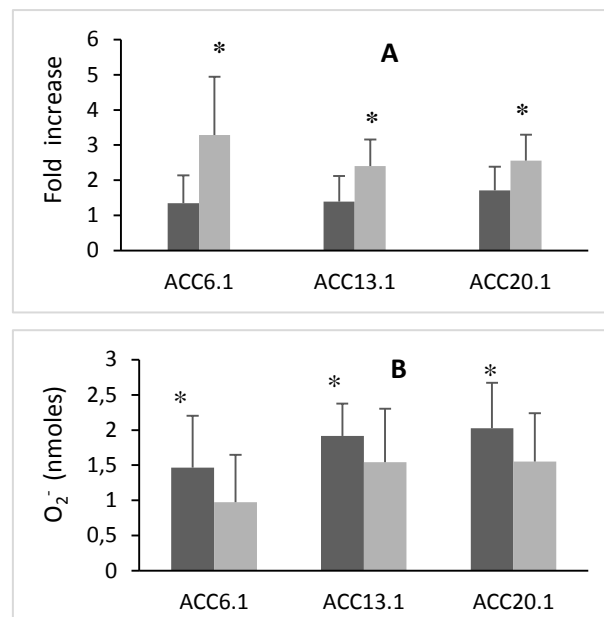 A
Fold increase
6
5
4
3
2
1
0
* * *
ACC6.1 ACC13.1 ACC20.1
B
O₂⁻ (nmoles)
3
2,5
2
1,5
1
0,5
0
* * *
ACC6.1 ACC13.1 ACC20.1